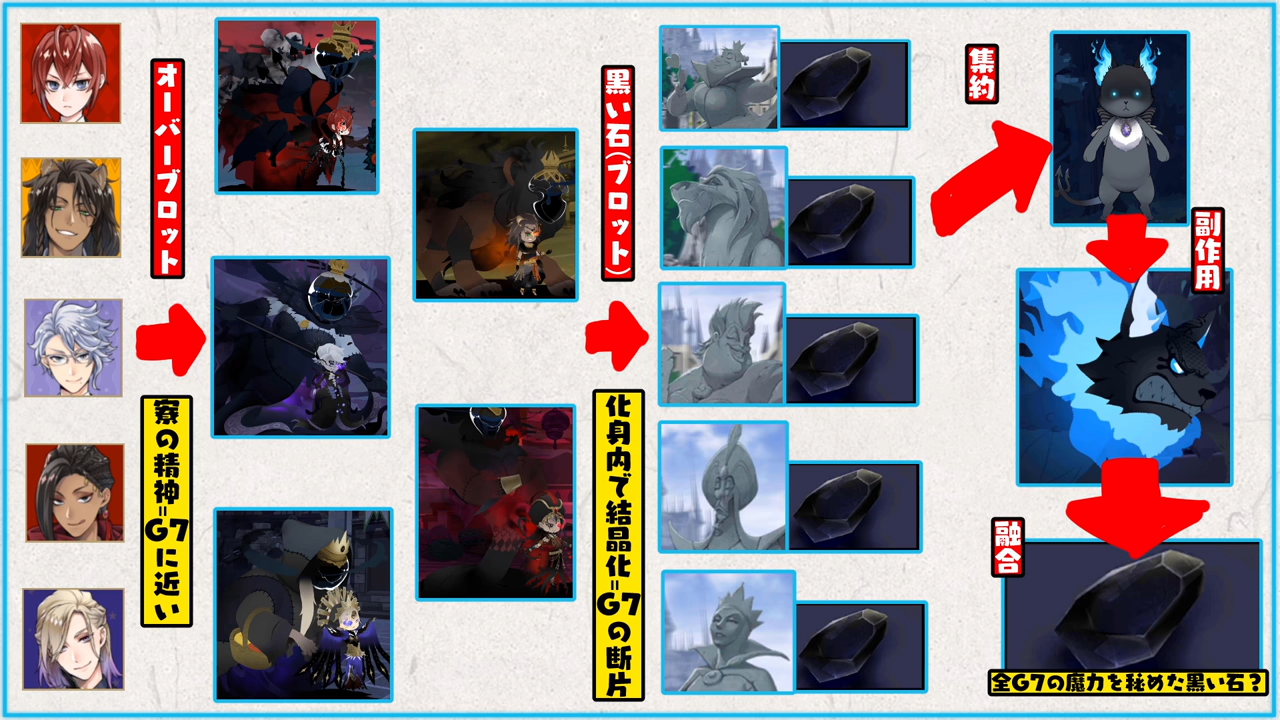 オーバーブロット
寮の精神=G7に近い
黒い石(ブロット)
化身内で結晶化=G7の断片
集約
副作用
融合
全G7の魔力を秘めた黒い石?